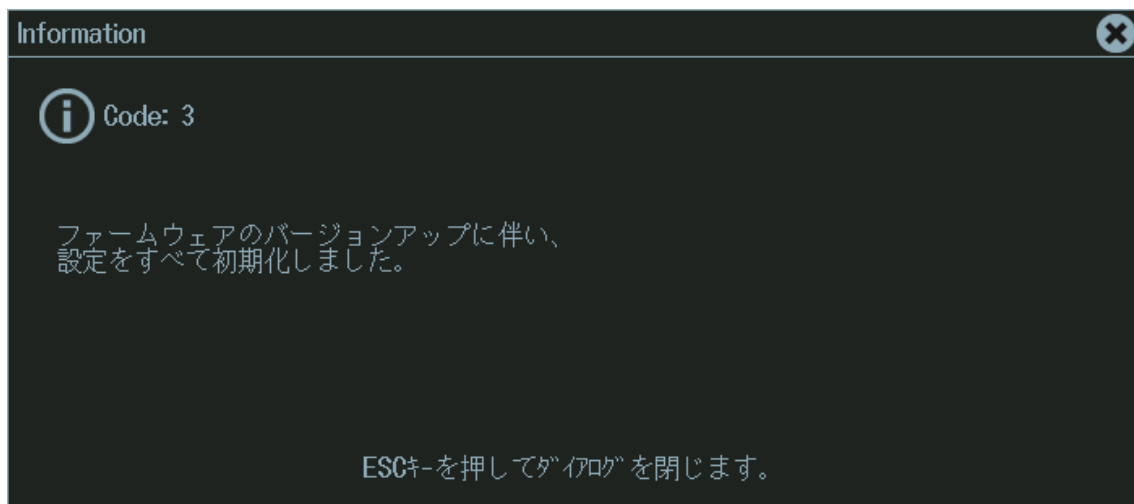 Information
Code: 3
ファームウェアのバージョンアップに伴い、
設定をすべて初期化しました。
ESCｷｰを押してﾀﾞｲｱﾛｸﾞを閉じます。